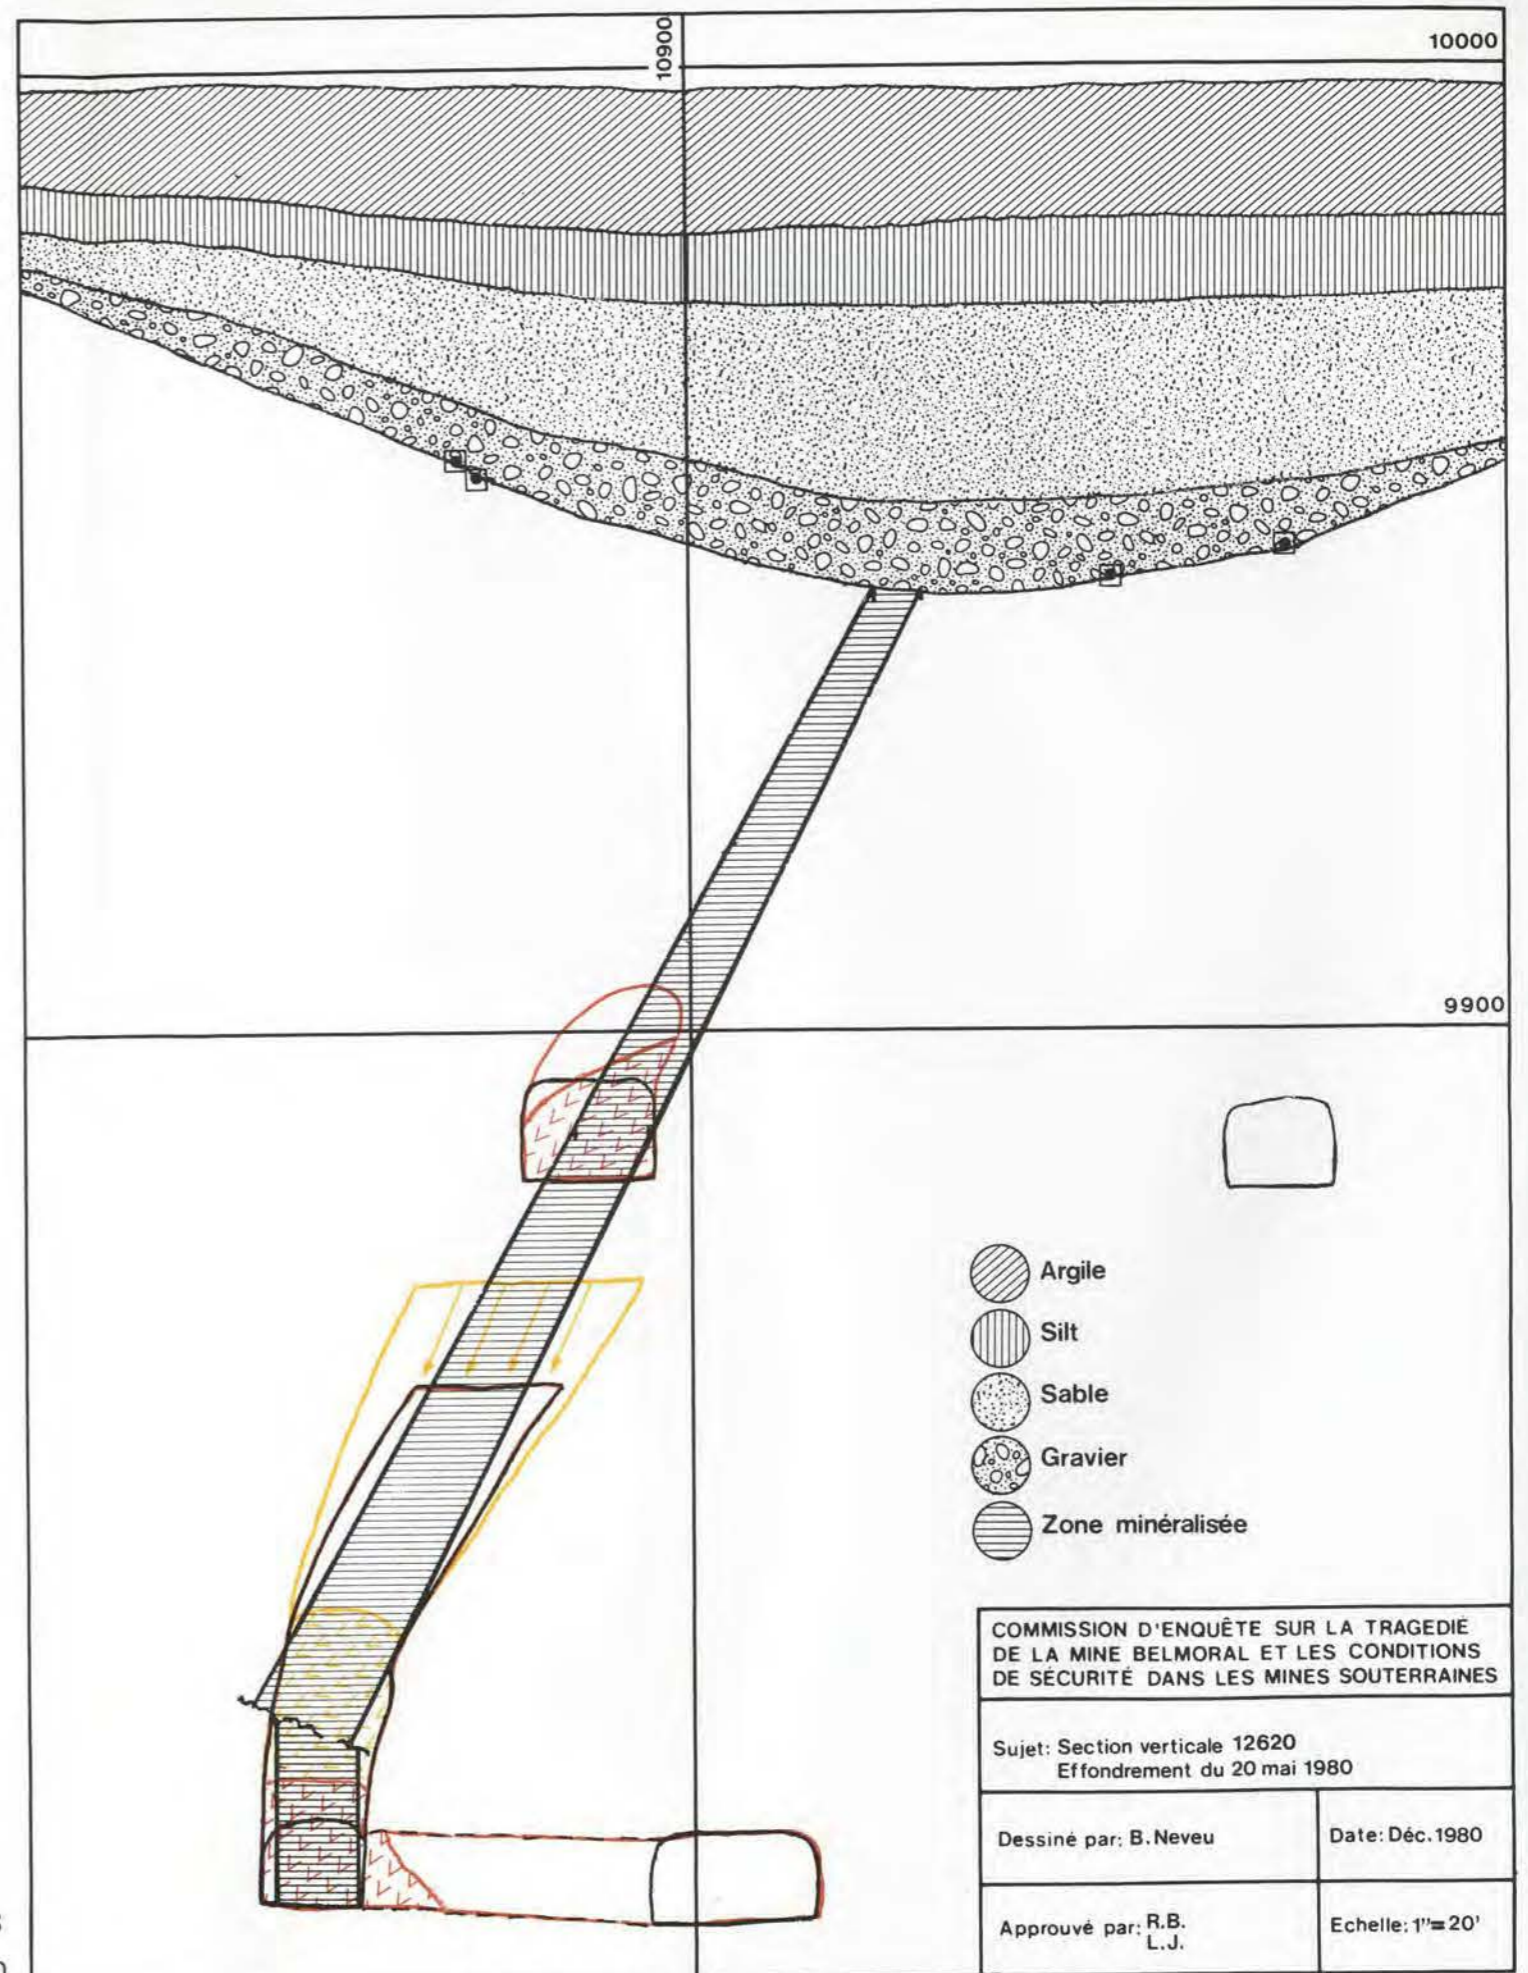 10900
10000
9900
Argile
Silt
Sable
Gravier
Zone minéralisée
COMMISSION D'ENQUÊTE SUR LA TRAGEDIE
DE LA MINE BELMORAL ET LES CONDITIONS
DE SÉCURITÉ DANS LES MINES SOUTERRAINES
Sujet: Section verticale 12620
Effondrement du 20 mai 1980
Dessiné par: B. Neveu
Date: Déc. 1980
Approuvé par: R.B.
L.J.
Echelle: 1"=20'